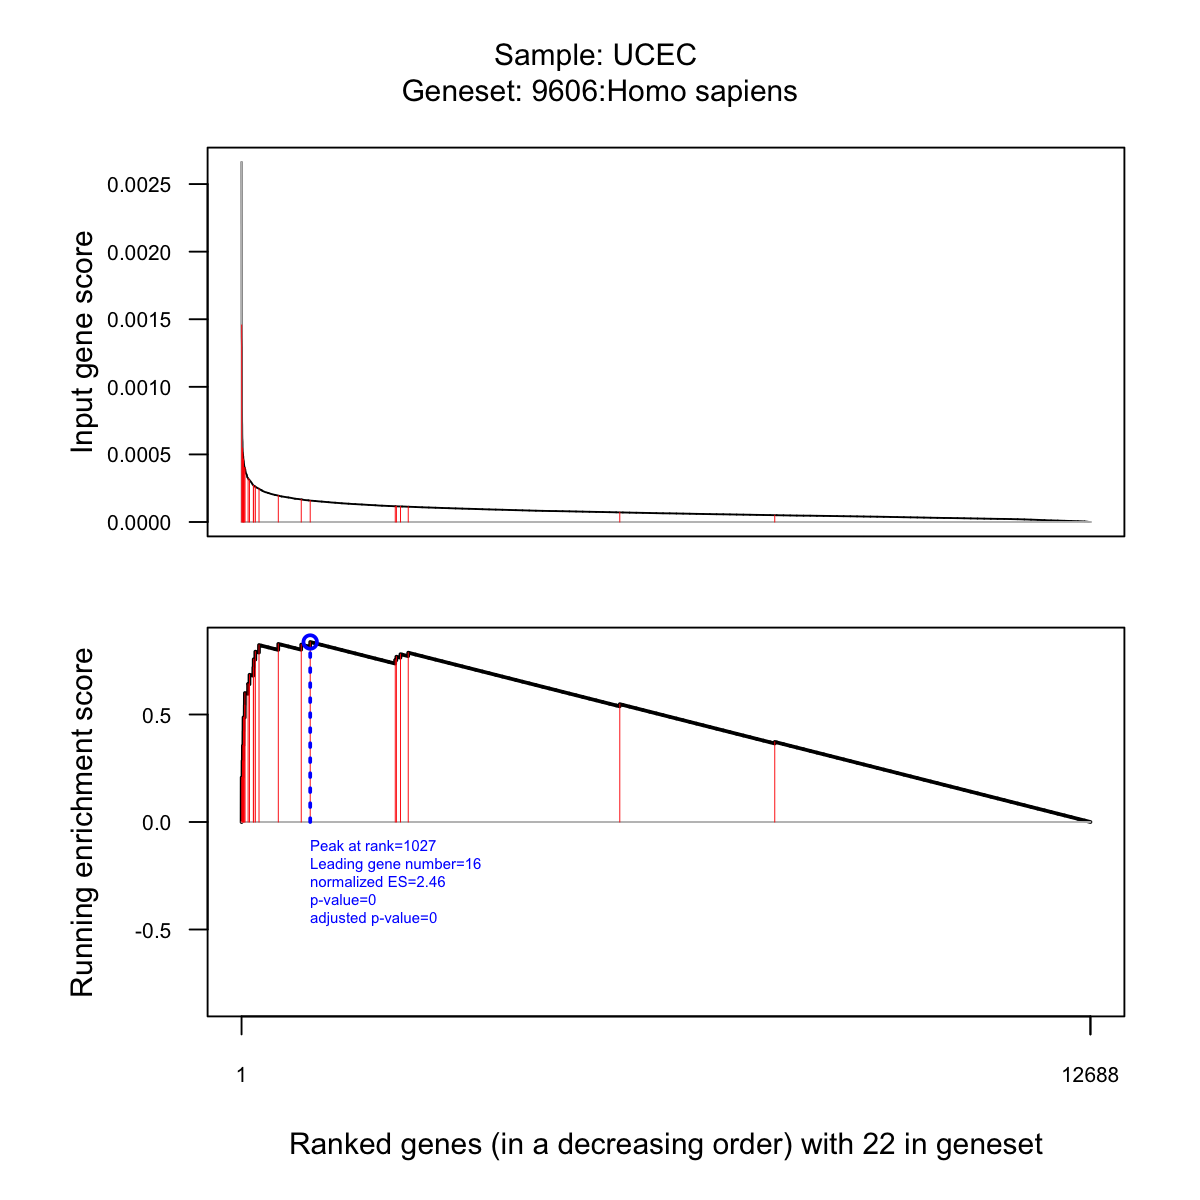 Sample: UCEC
Geneset: 9606:Homo sapiens
Input gene score
0.0025
0.0020
0.0015
0.0010
0.0005
0.0000
Running enrichment score
0.5
0.0
-0.5
Peak at rank=1027
Leading gene number=16
normalized ES=2.46
p-value=0
adjusted p-value=0
1
12688
Ranked genes (in a decreasing order) with 22 in geneset